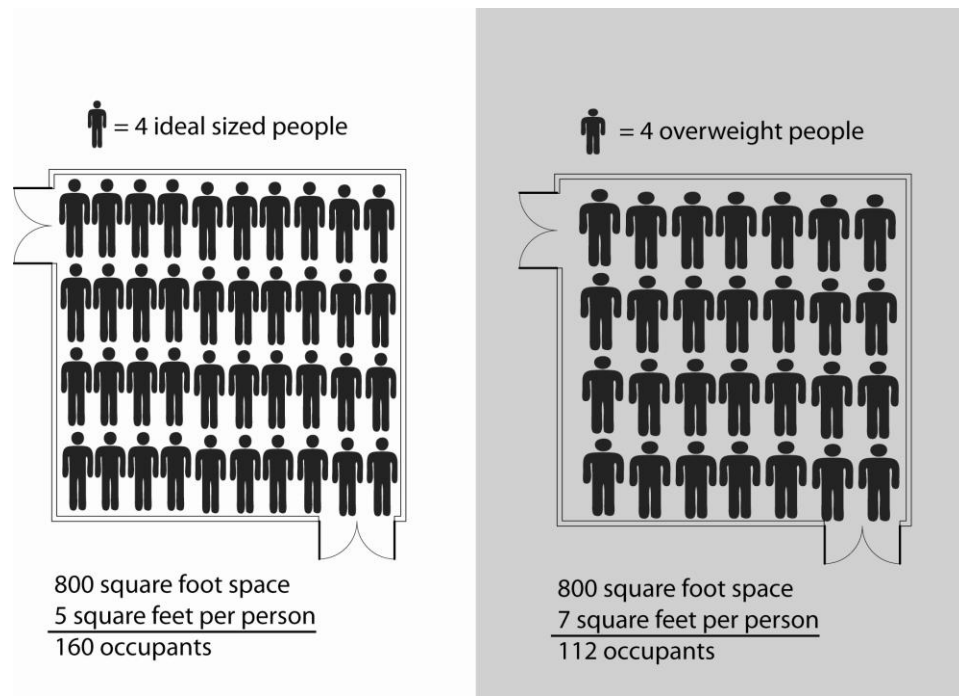 = 4 ideal sized people
800 square foot space
5 square feet per person
160 occupants
= 4 overweight people
800 square foot space
7 square feet per person
112 occupants